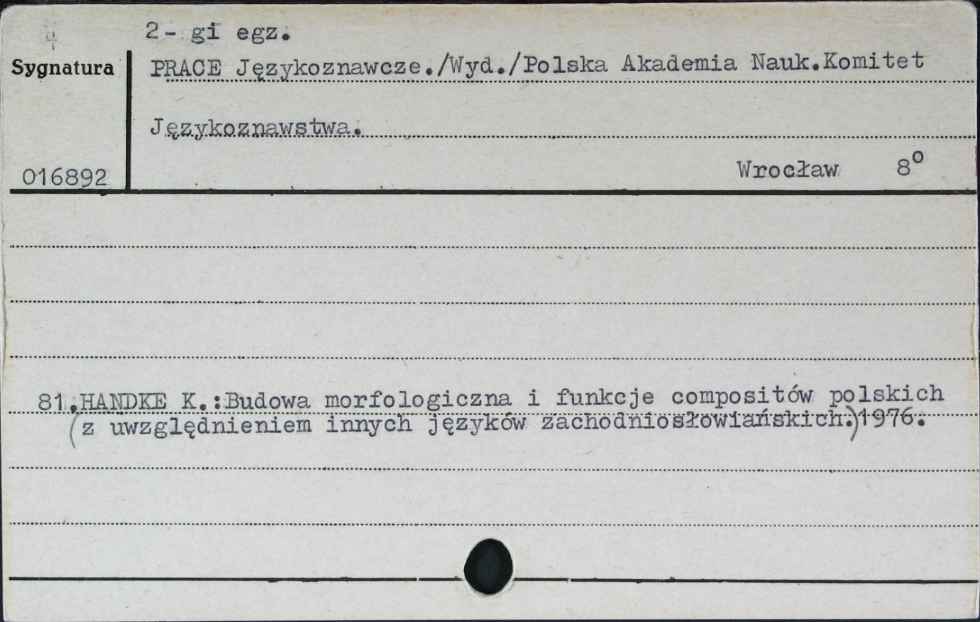 2- gi egz.
Sygnatura
PRACE Językoznawcze./Wyd./Polska Akademia Nauk.Komitet
Językoznawstwa.
016892
Wrocław 8⁰
81.HANDKE K.:Budowa morfologiczna i funkcje compositów polskich
(z uwzględnieniem innych języków zachodniosłowiańskich.)1976.